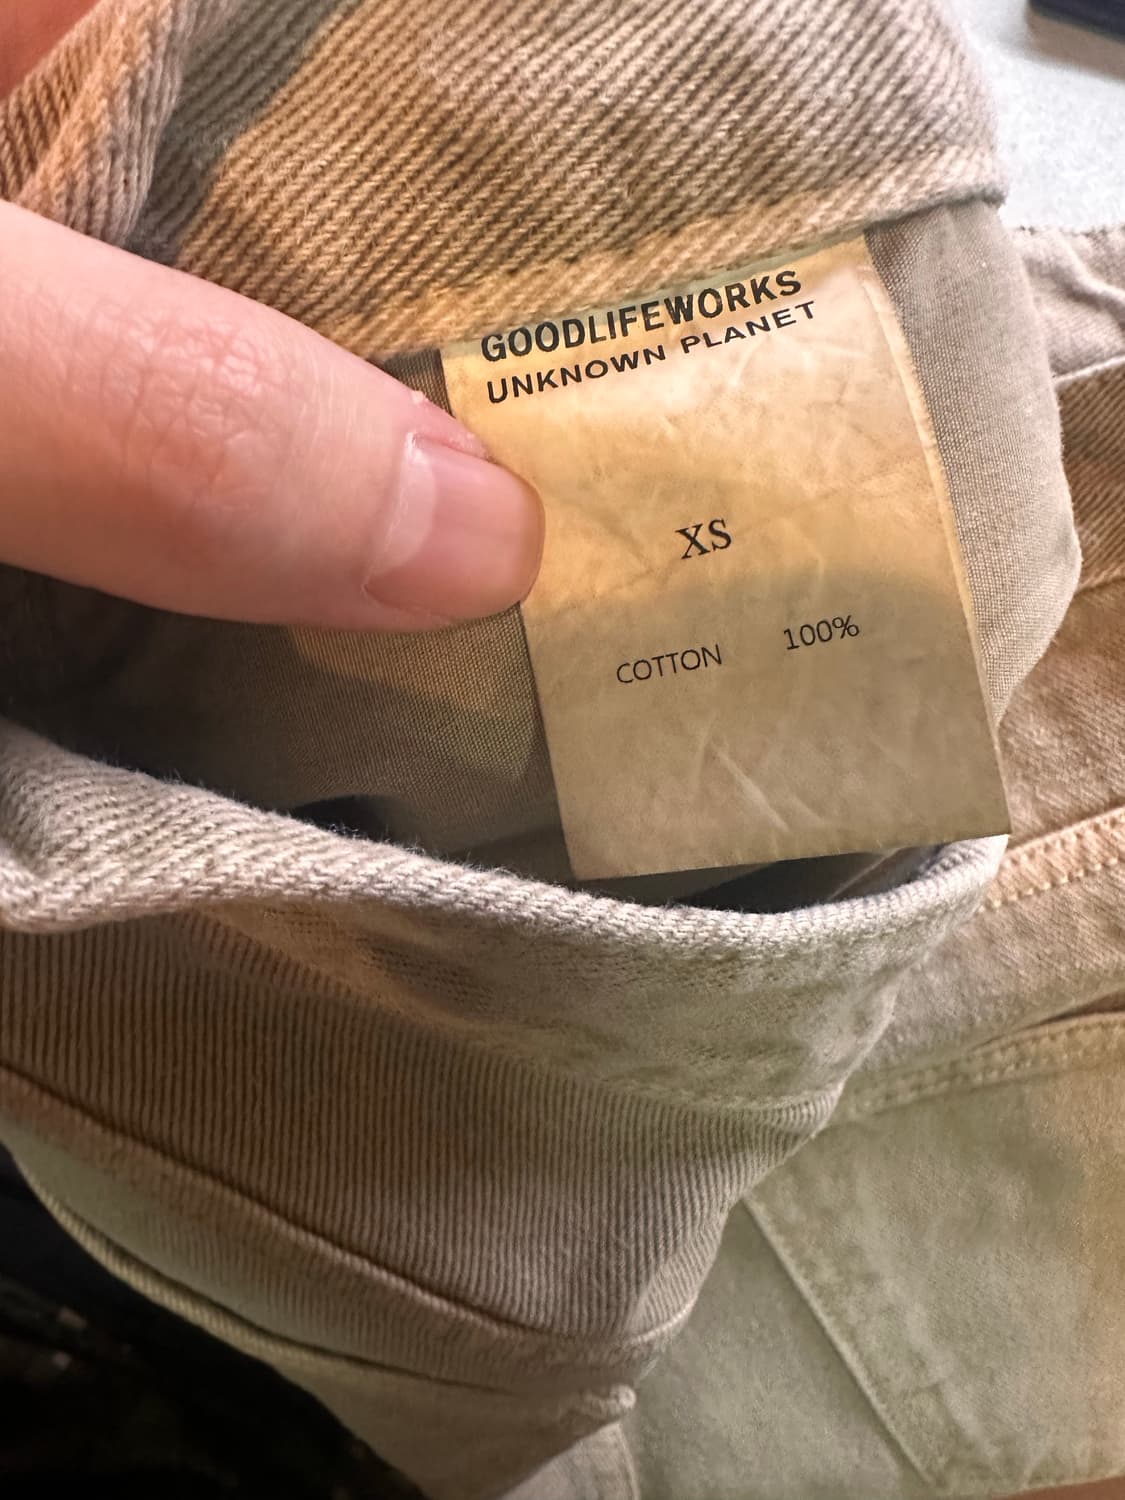 GOODLIFEWORKS
UNKNOWN PLANET
XS
COTTON 100%